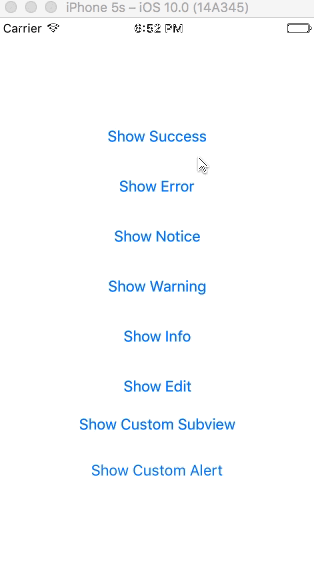 iPhone 5s – iOS 10.0 (14A345)
Carrier 6:52 PM
Show Success
Show Error
Show Notice
Show Warning
Show Info
Show Edit
Show Custom Subview
Show Custom Alert